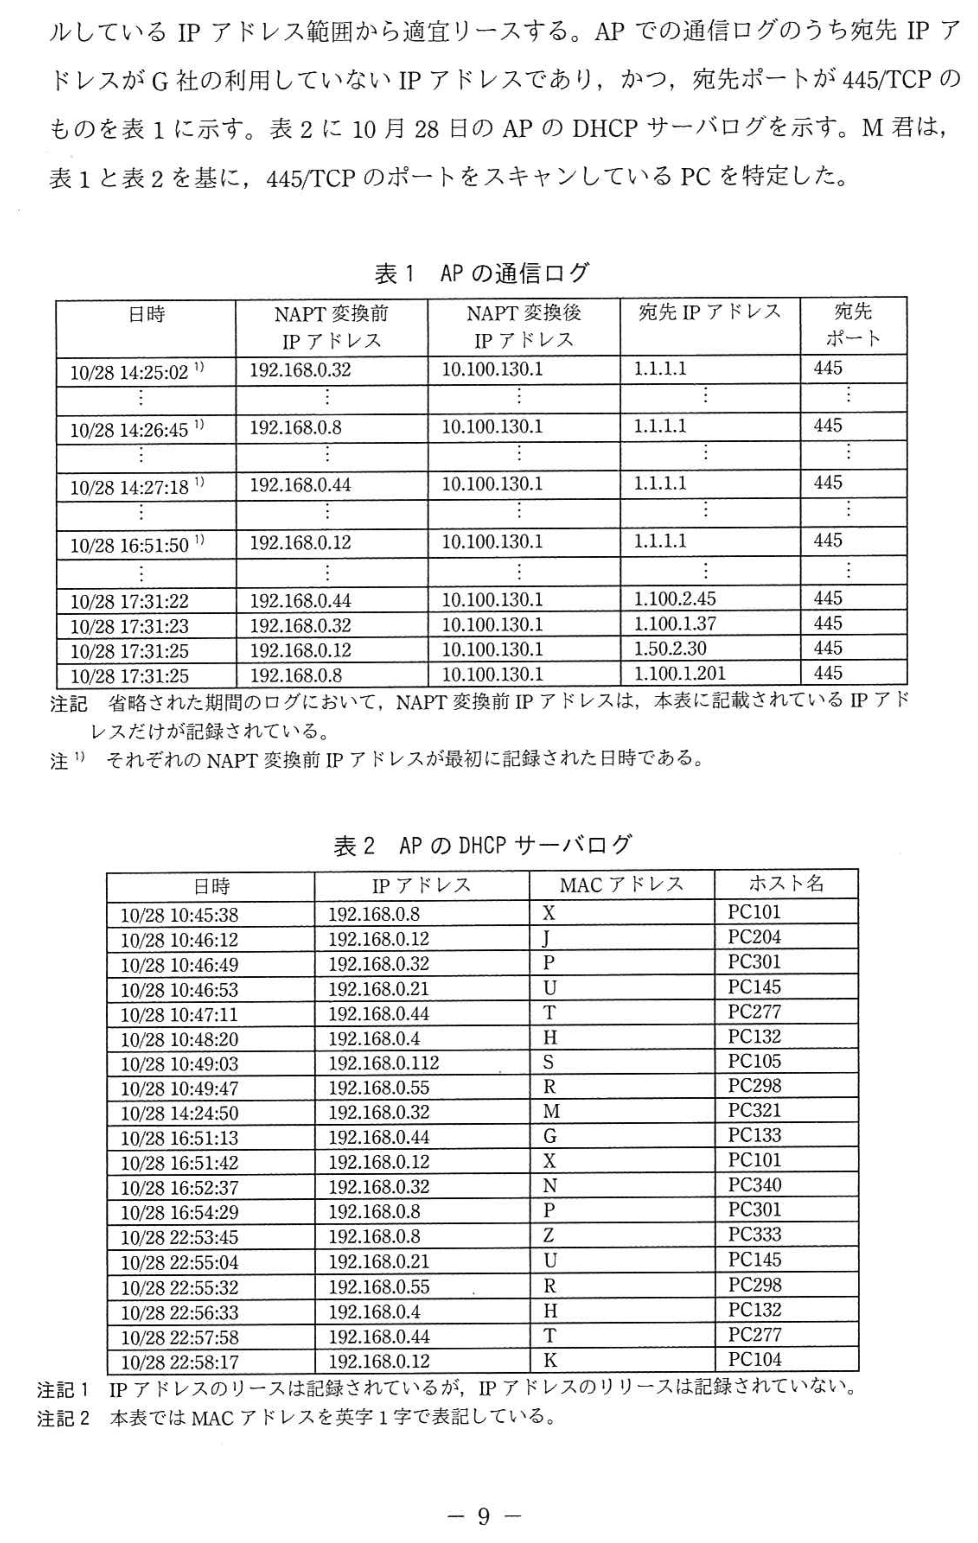 ルしている IP アドレス範囲から適宜リースする。AP での通信ログのうち宛先 IP ア
ドレスが G 社の利用していない IP アドレスであり，かつ，宛先ポートが 445/TCP の
ものを表 1 に示す。表 2 に 10 月 28 日の AP の DHCP サーバログを示す。M 君は，
表 1 と表 2 を基に，445/TCP のポートをスキャンしている PC を特定した。
表 1 AP の通信ログ
日時 NAPT 変換前 IP アドレス NAPT 変換後 IP アドレス 宛先 IP アドレス 宛先 ポート
10/28 14:25:02 1) 192.168.0.32 10.100.130.1 1.1.1.1 445
⋮ ⋮ ⋮ ⋮ ⋮
10/28 14:26:45 1) 192.168.0.8 10.100.130.1 1.1.1.1 445
⋮ ⋮ ⋮ ⋮ ⋮
10/28 14:27:18 1) 192.168.0.44 10.100.130.1 1.1.1.1 445
⋮ ⋮ ⋮ ⋮ ⋮
10/28 16:51:50 1) 192.168.0.12 10.100.130.1 1.1.1.1 445
⋮ ⋮ ⋮ ⋮ ⋮
10/28 17:31:22 192.168.0.44 10.100.130.1 1.100.2.45 445
10/28 17:31:23 192.168.0.32 10.100.130.1 1.100.1.37 445
10/28 17:31:25 192.168.0.12 10.100.130.1 1.50.2.30 445
10/28 17:31:25 192.168.0.8 10.100.130.1 1.100.1.201 445
注記 省略された期間のログにおいて，NAPT 変換前 IP アドレスは，本表に記載されている IP アド
レスだけが記録されている。
注 1) それぞれの NAPT 変換前 IP アドレスが最初に記録された日時である。
表 2 AP の DHCP サーバログ
日時 IP アドレス MAC アドレス ホスト名
10/28 10:45:38 192.168.0.8 X PC101
10/28 10:46:12 192.168.0.12 J PC204
10/28 10:46:49 192.168.0.32 P PC301
10/28 10:46:53 192.168.0.21 U PC145
10/28 10:47:11 192.168.0.44 T PC277
10/28 10:48:20 192.168.0.4 H PC132
10/28 10:49:03 192.168.0.112 S PC105
10/28 10:49:47 192.168.0.55 R PC298
10/28 14:24:50 192.168.0.32 M PC321
10/28 16:51:13 192.168.0.44 G PC133
10/28 16:51:42 192.168.0.12 X PC101
10/28 16:52:37 192.168.0.32 N PC340
10/28 16:54:29 192.168.0.8 P PC301
10/28 22:53:45 192.168.0.8 Z PC333
10/28 22:55:04 192.168.0.21 U PC145
10/28 22:55:32 192.168.0.55 R PC298
10/28 22:56:33 192.168.0.4 H PC132
10/28 22:57:58 192.168.0.44 T PC277
10/28 22:58:17 192.168.0.12 K PC104
注記 1 IP アドレスのリースは記録されているが，IP アドレスのリリースは記録されていない。
注記 2 本表では MAC アドレスを英字 1 字で表記している。
－ 9 －